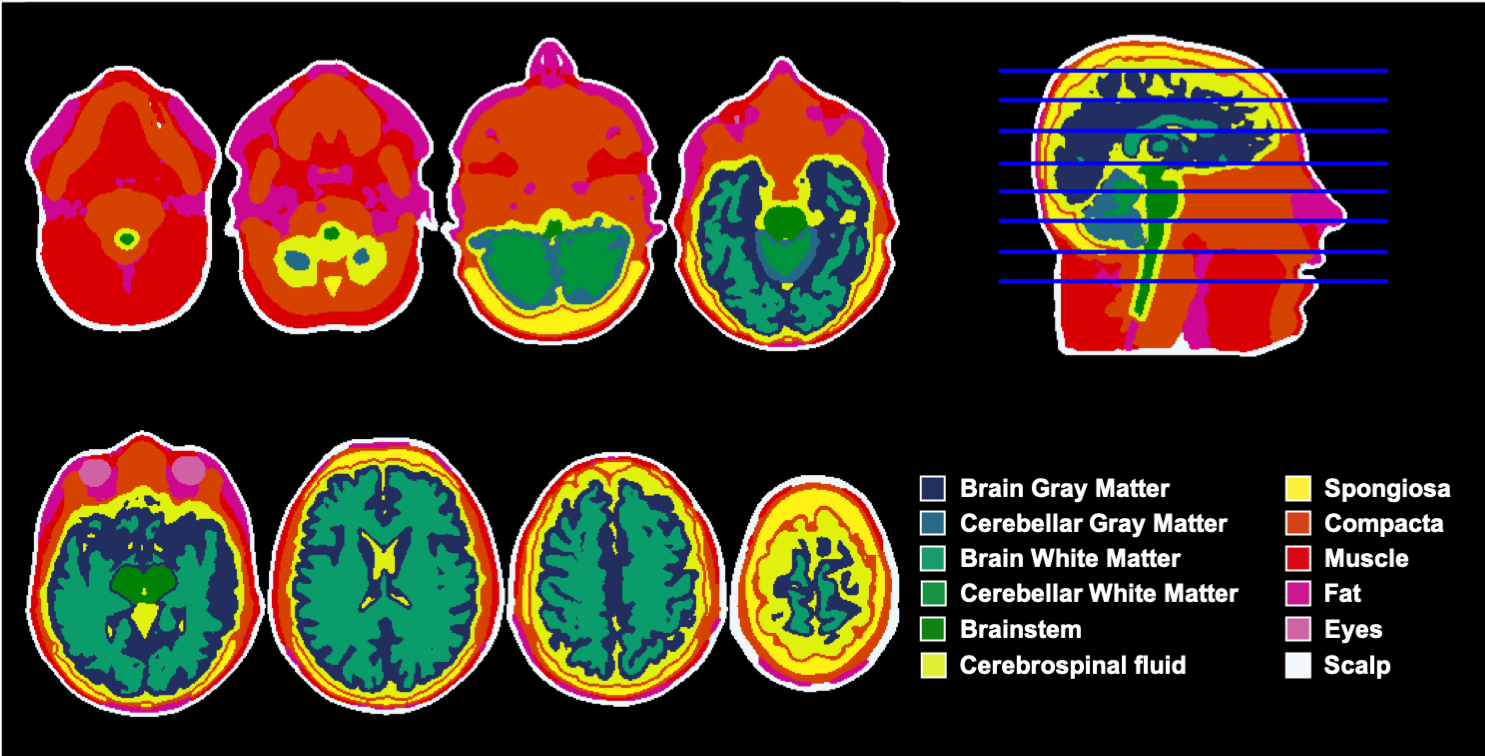 Brain Gray Matter
Cerebellar Gray Matter
Brain White Matter
Cerebellar White Matter
Brainstem
Cerebrospinal fluid
Spongiosa
Compacta
Muscle
Fat
Eyes
Scalp